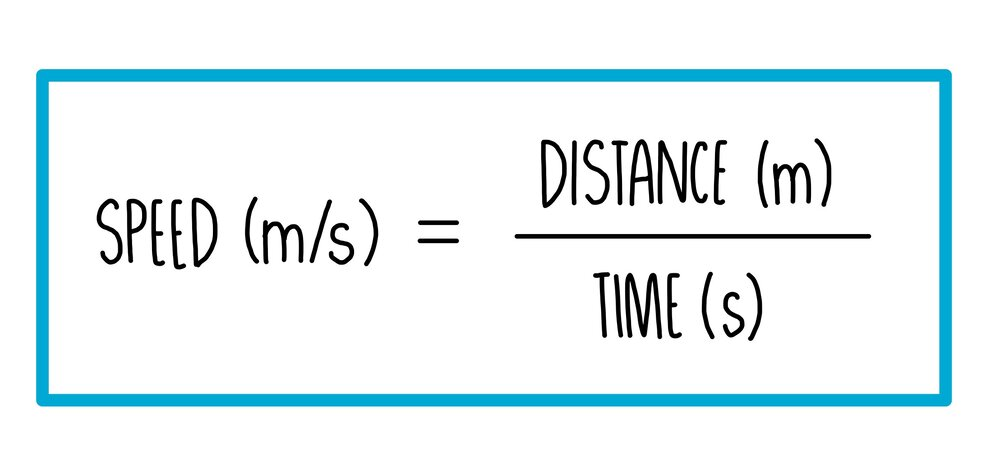 SPEED (m/s) = DISTANCE (m)
TIME (s)